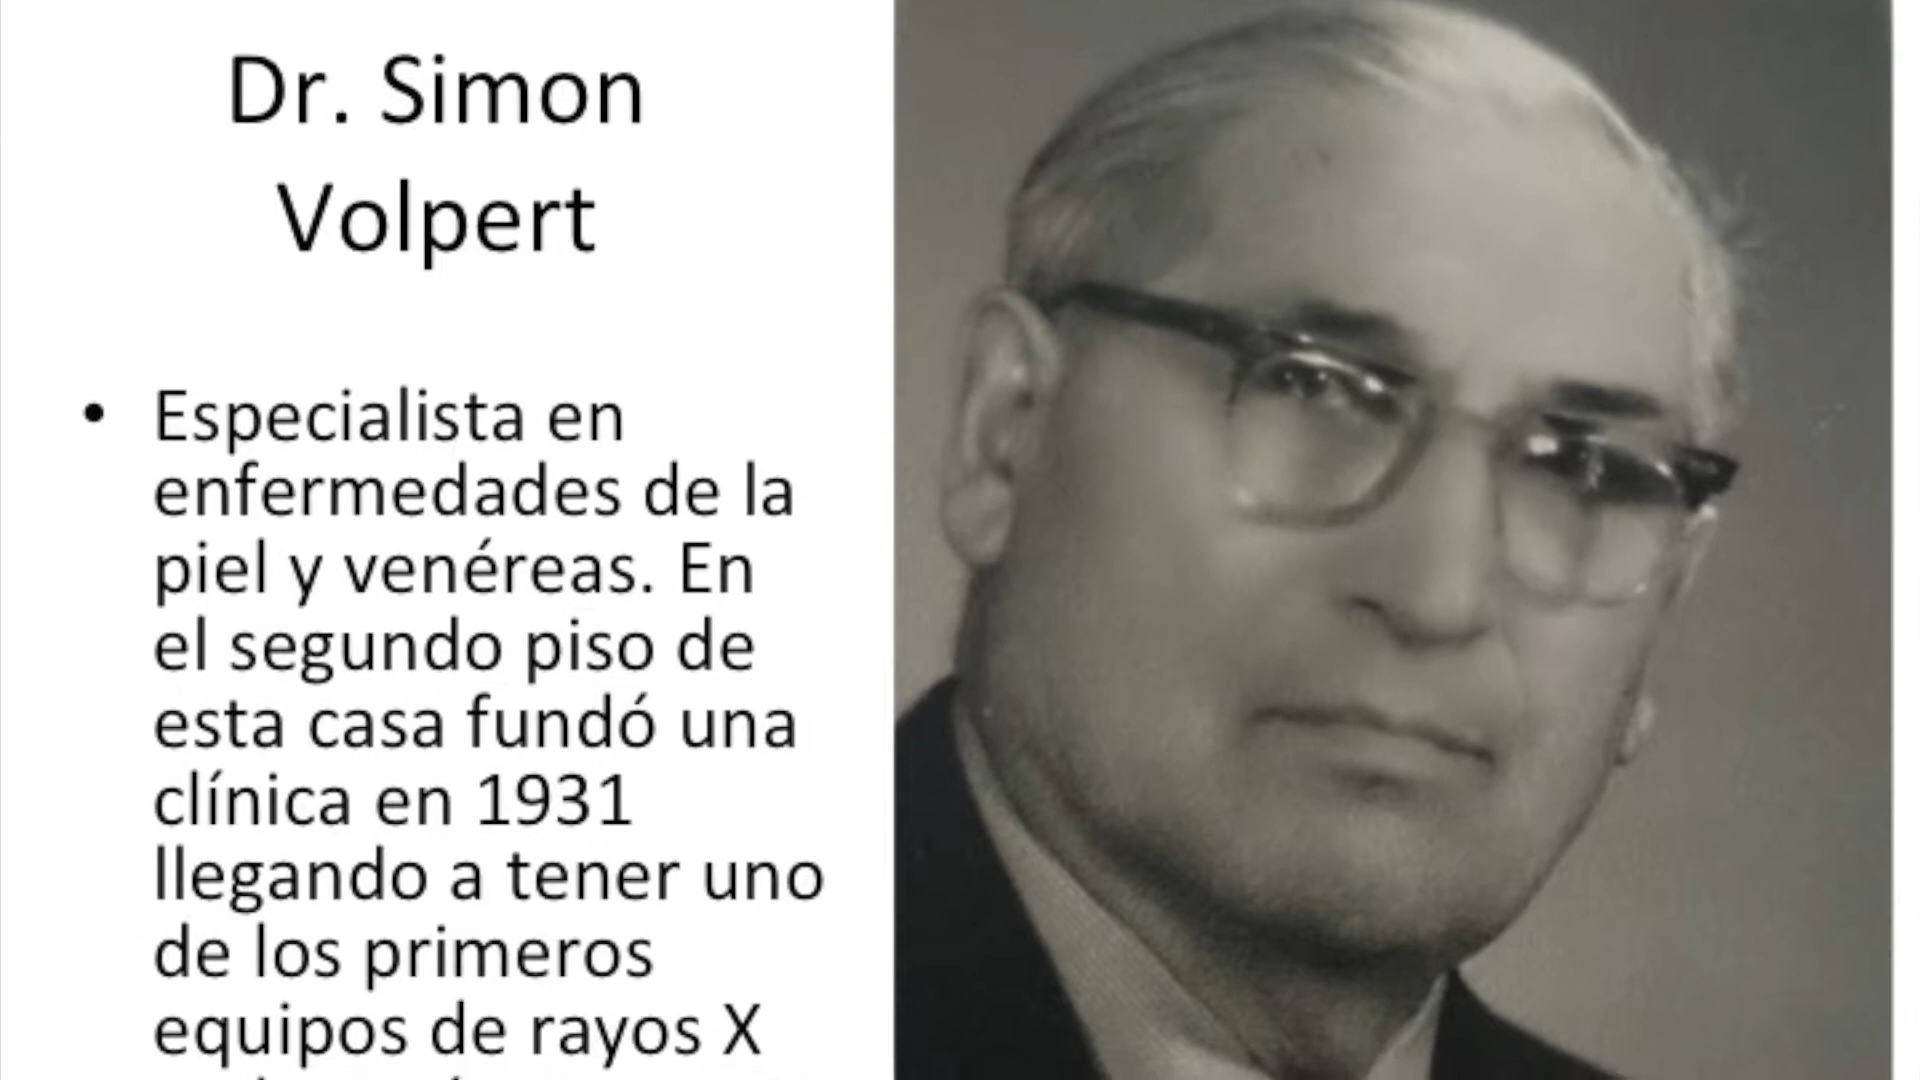 Dr. Simon
Volpert
• Especialista en
enfermedades de la
piel y venéreas. En
el segundo piso de
esta casa fundó una
clínica en 1931
llegando a tener uno
de los primeros
equipos de rayos X